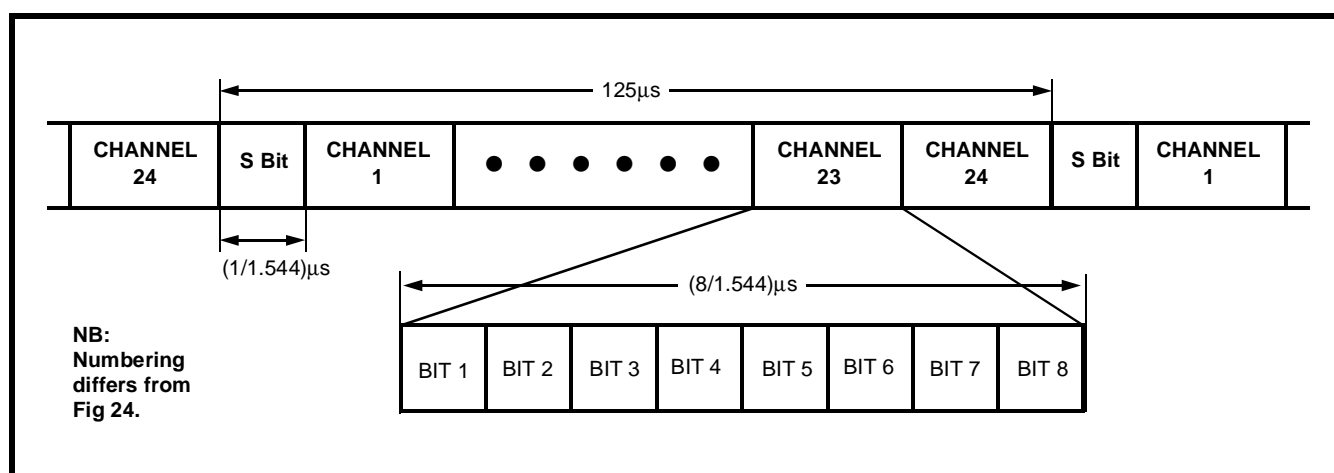 125μs
CHANNEL 24
S Bit
CHANNEL 1
CHANNEL 23
CHANNEL 24
S Bit
CHANNEL 1
(1/1.544)μs
(8/1.544)μs
NB:
Numbering
differs from
Fig 24.
BIT 1 BIT 2 BIT 3 BIT 4 BIT 5 BIT 6 BIT 7 BIT 8